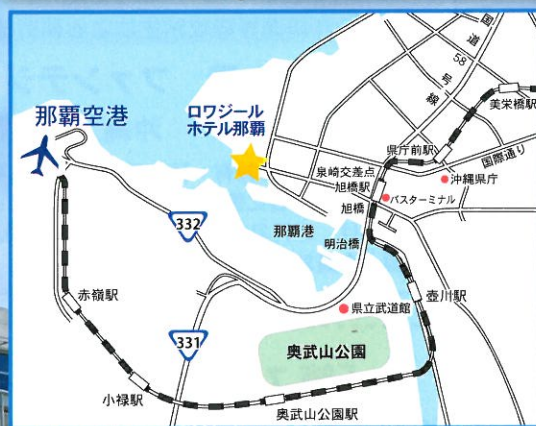 国道
58
号線
美栄橋駅
那覇空港
ロワジール
ホテル那覇
県庁前駅
国際通り
泉崎交差点
沖縄県庁
旭橋駅
バスターミナル
旭橋
332
那覇港
明治橋
赤嶺駅
壺川駅
県立武道館
331
奥武山公園
小禄駅
奥武山公園駅